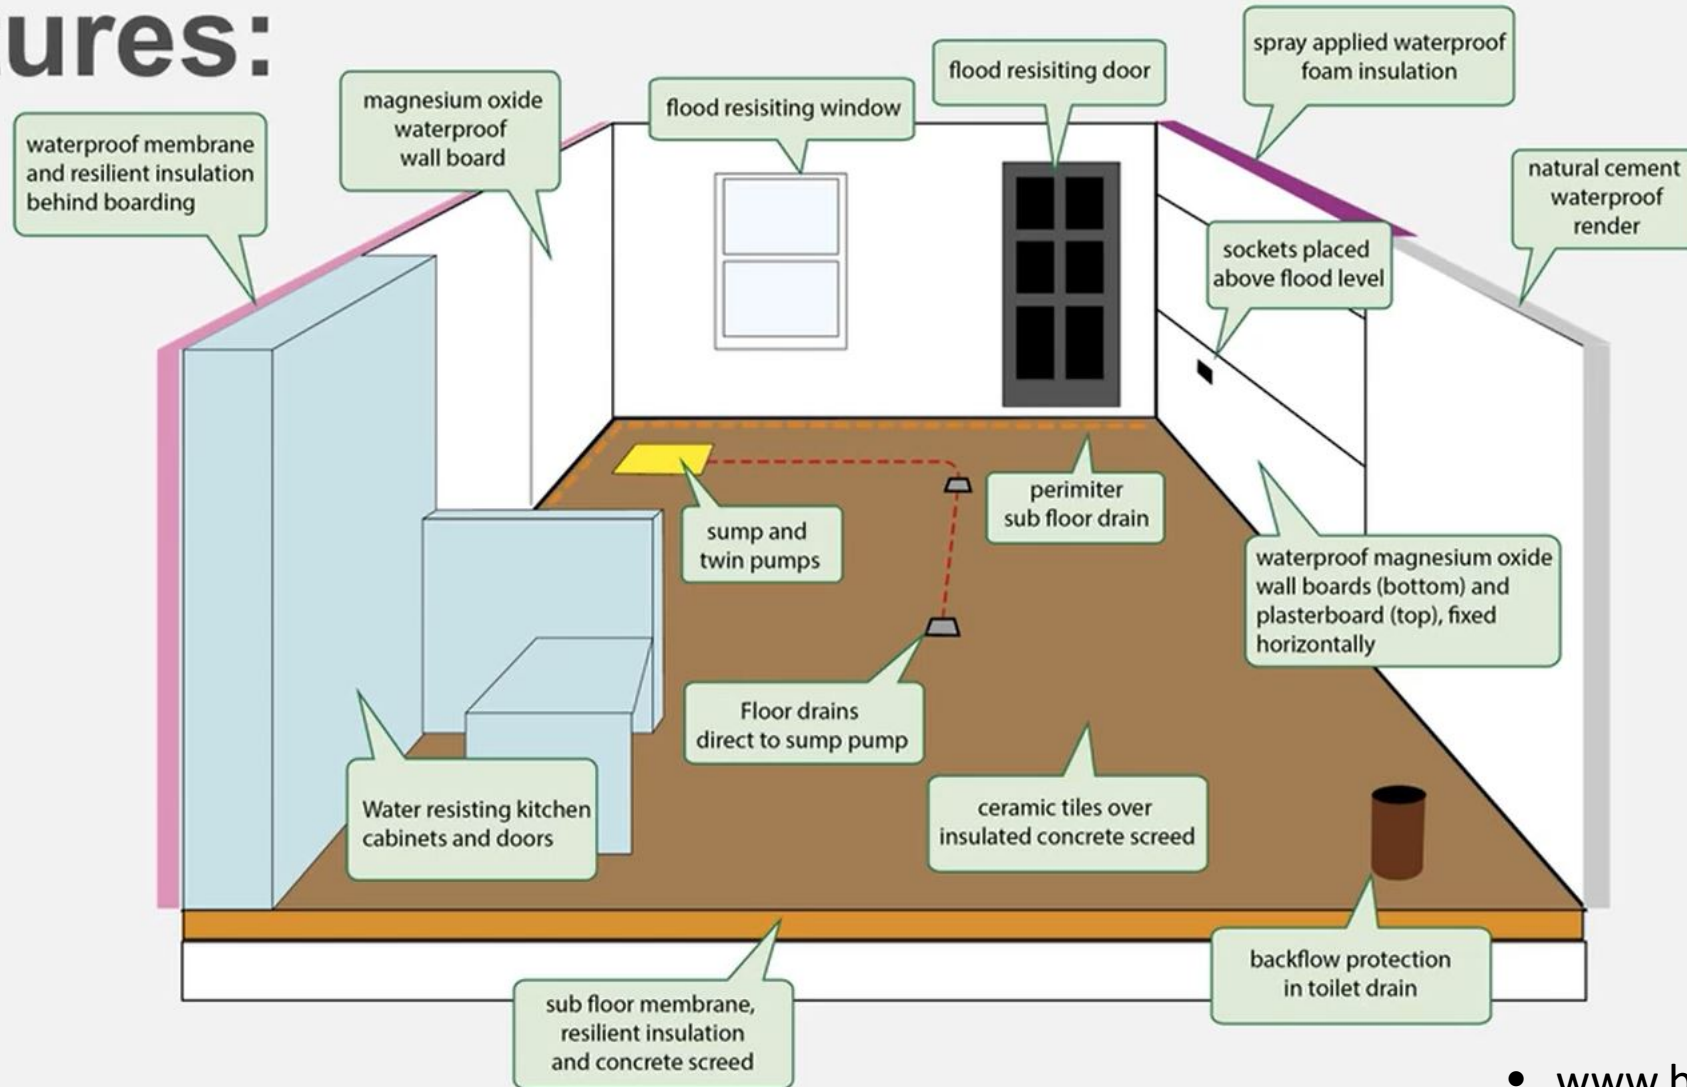 ures:
waterproof membrane
and resilient insulation
behind boarding
magnesium oxide
waterproof
wall board
flood resisiting window
flood resisiting door
spray applied waterproof
foam insulation
natural cement
waterproof
render
sockets placed
above flood level
sump and
twin pumps
perimiter
sub floor drain
waterproof magnesium oxide
wall boards (bottom) and
plasterboard (top), fixed
horizontally
Floor drains
direct to sump pump
Water resisting kitchen
cabinets and doors
ceramic tiles over
insulated concrete screed
backflow protection
in toilet drain
sub floor membrane,
resilient insulation
and concrete screed
• www.b